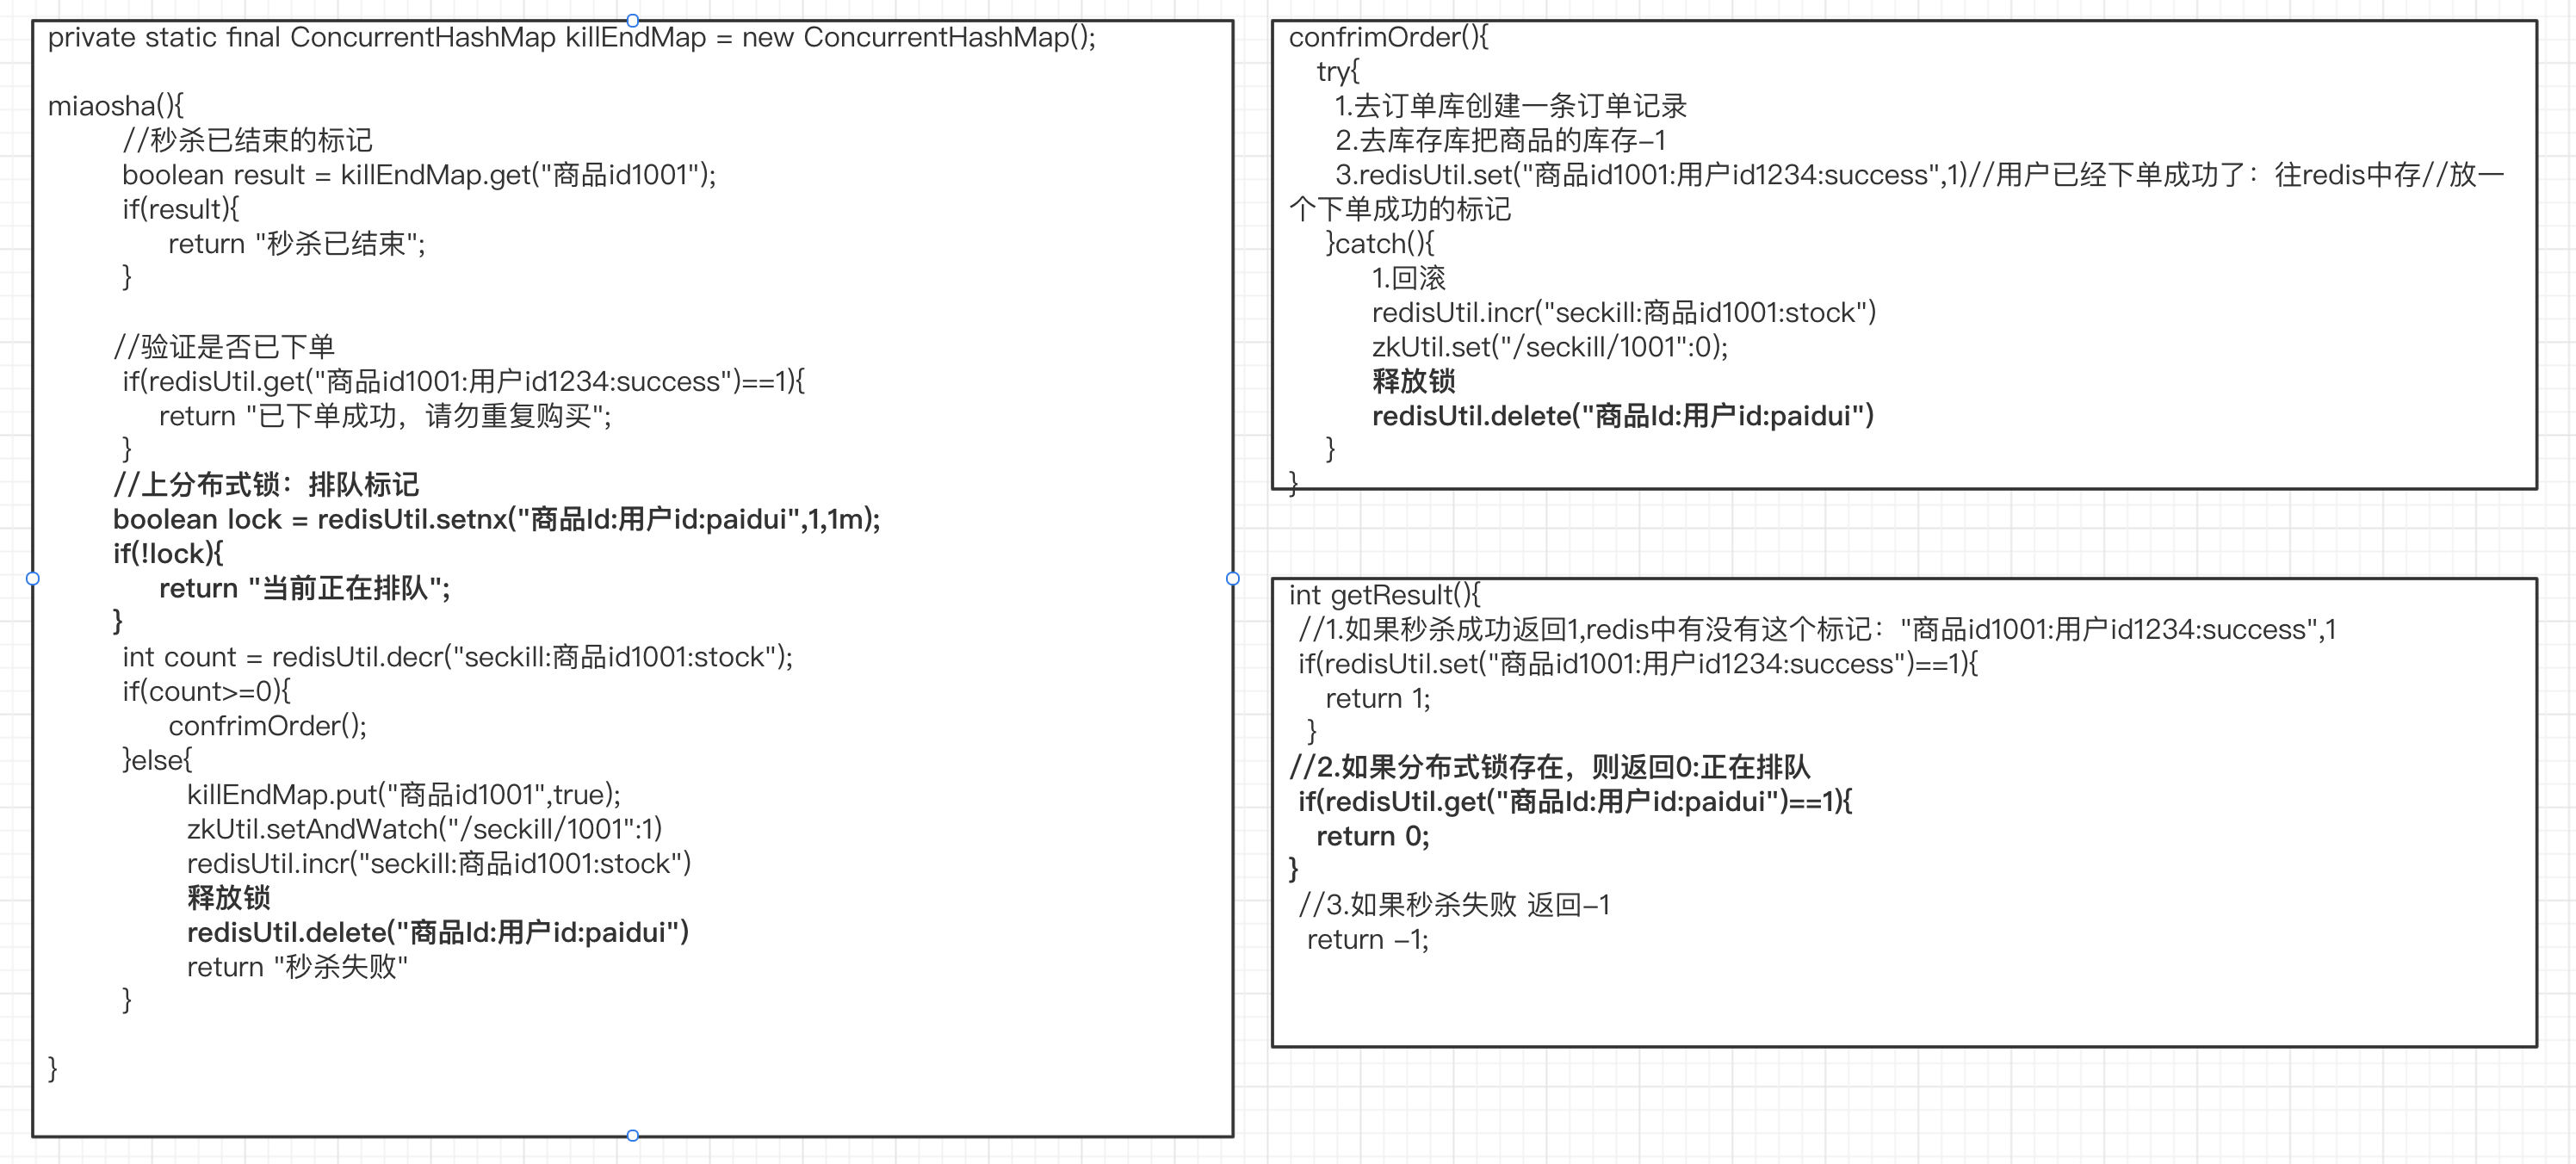 private static final ConcurrentHashMap killEndMap = new ConcurrentHashMap();
miaosha(){
//秒杀已结束的标记
boolean result = killEndMap.get("商品id1001");
if(result){
return "秒杀已结束";
}
//验证是否已下单
if(redisUtil.get("商品id1001:用户id1234:success")==1){
return "已下单成功，请勿重复购买";
}
//上分布式锁：排队标记
boolean lock = redisUtil.setnx("商品Id:用户id:paidui",1,1m);
if(!lock){
return "当前正在排队";
}
int count = redisUtil.decr("seckill:商品id1001:stock");
if(count>=0){
confrimOrder();
}else{
killEndMap.put("商品id1001",true);
zkUtil.setAndWatch("/seckill/1001":1)
redisUtil.incr("seckill:商品id1001:stock")
释放锁
redisUtil.delete("商品Id:用户id:paidui")
return "秒杀失败"
}
}
confrimOrder(){
try{
1.去订单库创建一条订单记录
2.去库存库把商品的库存-1
3.redisUtil.set("商品id1001:用户id1234:success",1)//用户已经下单成功了：往redis中存//放一
个下单成功的标记
}catch(){
1.回滚
redisUtil.incr("seckill:商品id1001:stock")
zkUtil.set("/seckill/1001":0);
释放锁
redisUtil.delete("商品Id:用户id:paidui")
}
}
int getResult(){
//1.如果秒杀成功返回1,redis中有没有这个标记："商品id1001:用户id1234:success",1
if(redisUtil.set("商品id1001:用户id1234:success")==1){
return 1;
}
//2.如果分布式锁存在，则返回0:正在排队
if(redisUtil.get("商品Id:用户id:paidui")==1){
return 0;
}
//3.如果秒杀失败 返回-1
return -1;